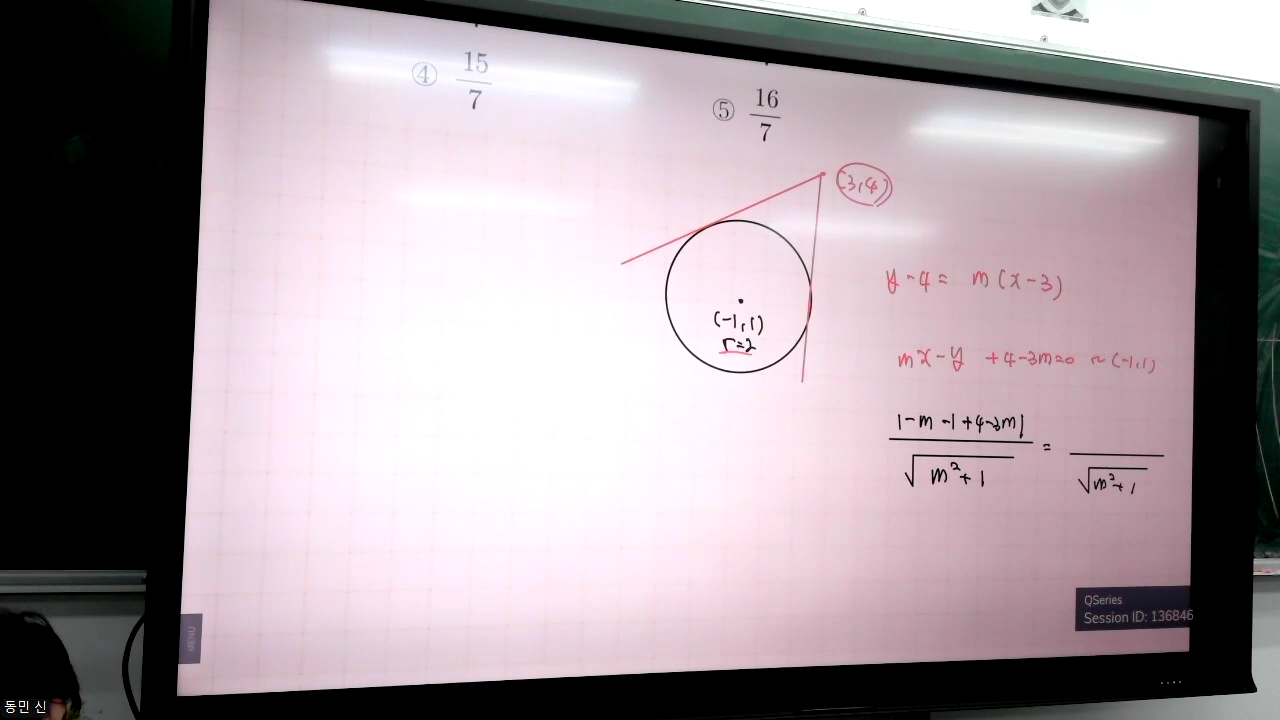 ④ 15/7
⑤ 16/7
(3,4)
y-4= m(x-3)
(-1,1)
r=2
mx-y +4-3m=0 ~ (-1,1)
|-m-1+4-3m| / √m²+1 = / √m²+1
QSeries
Session ID: 136846
MENU
동민 신